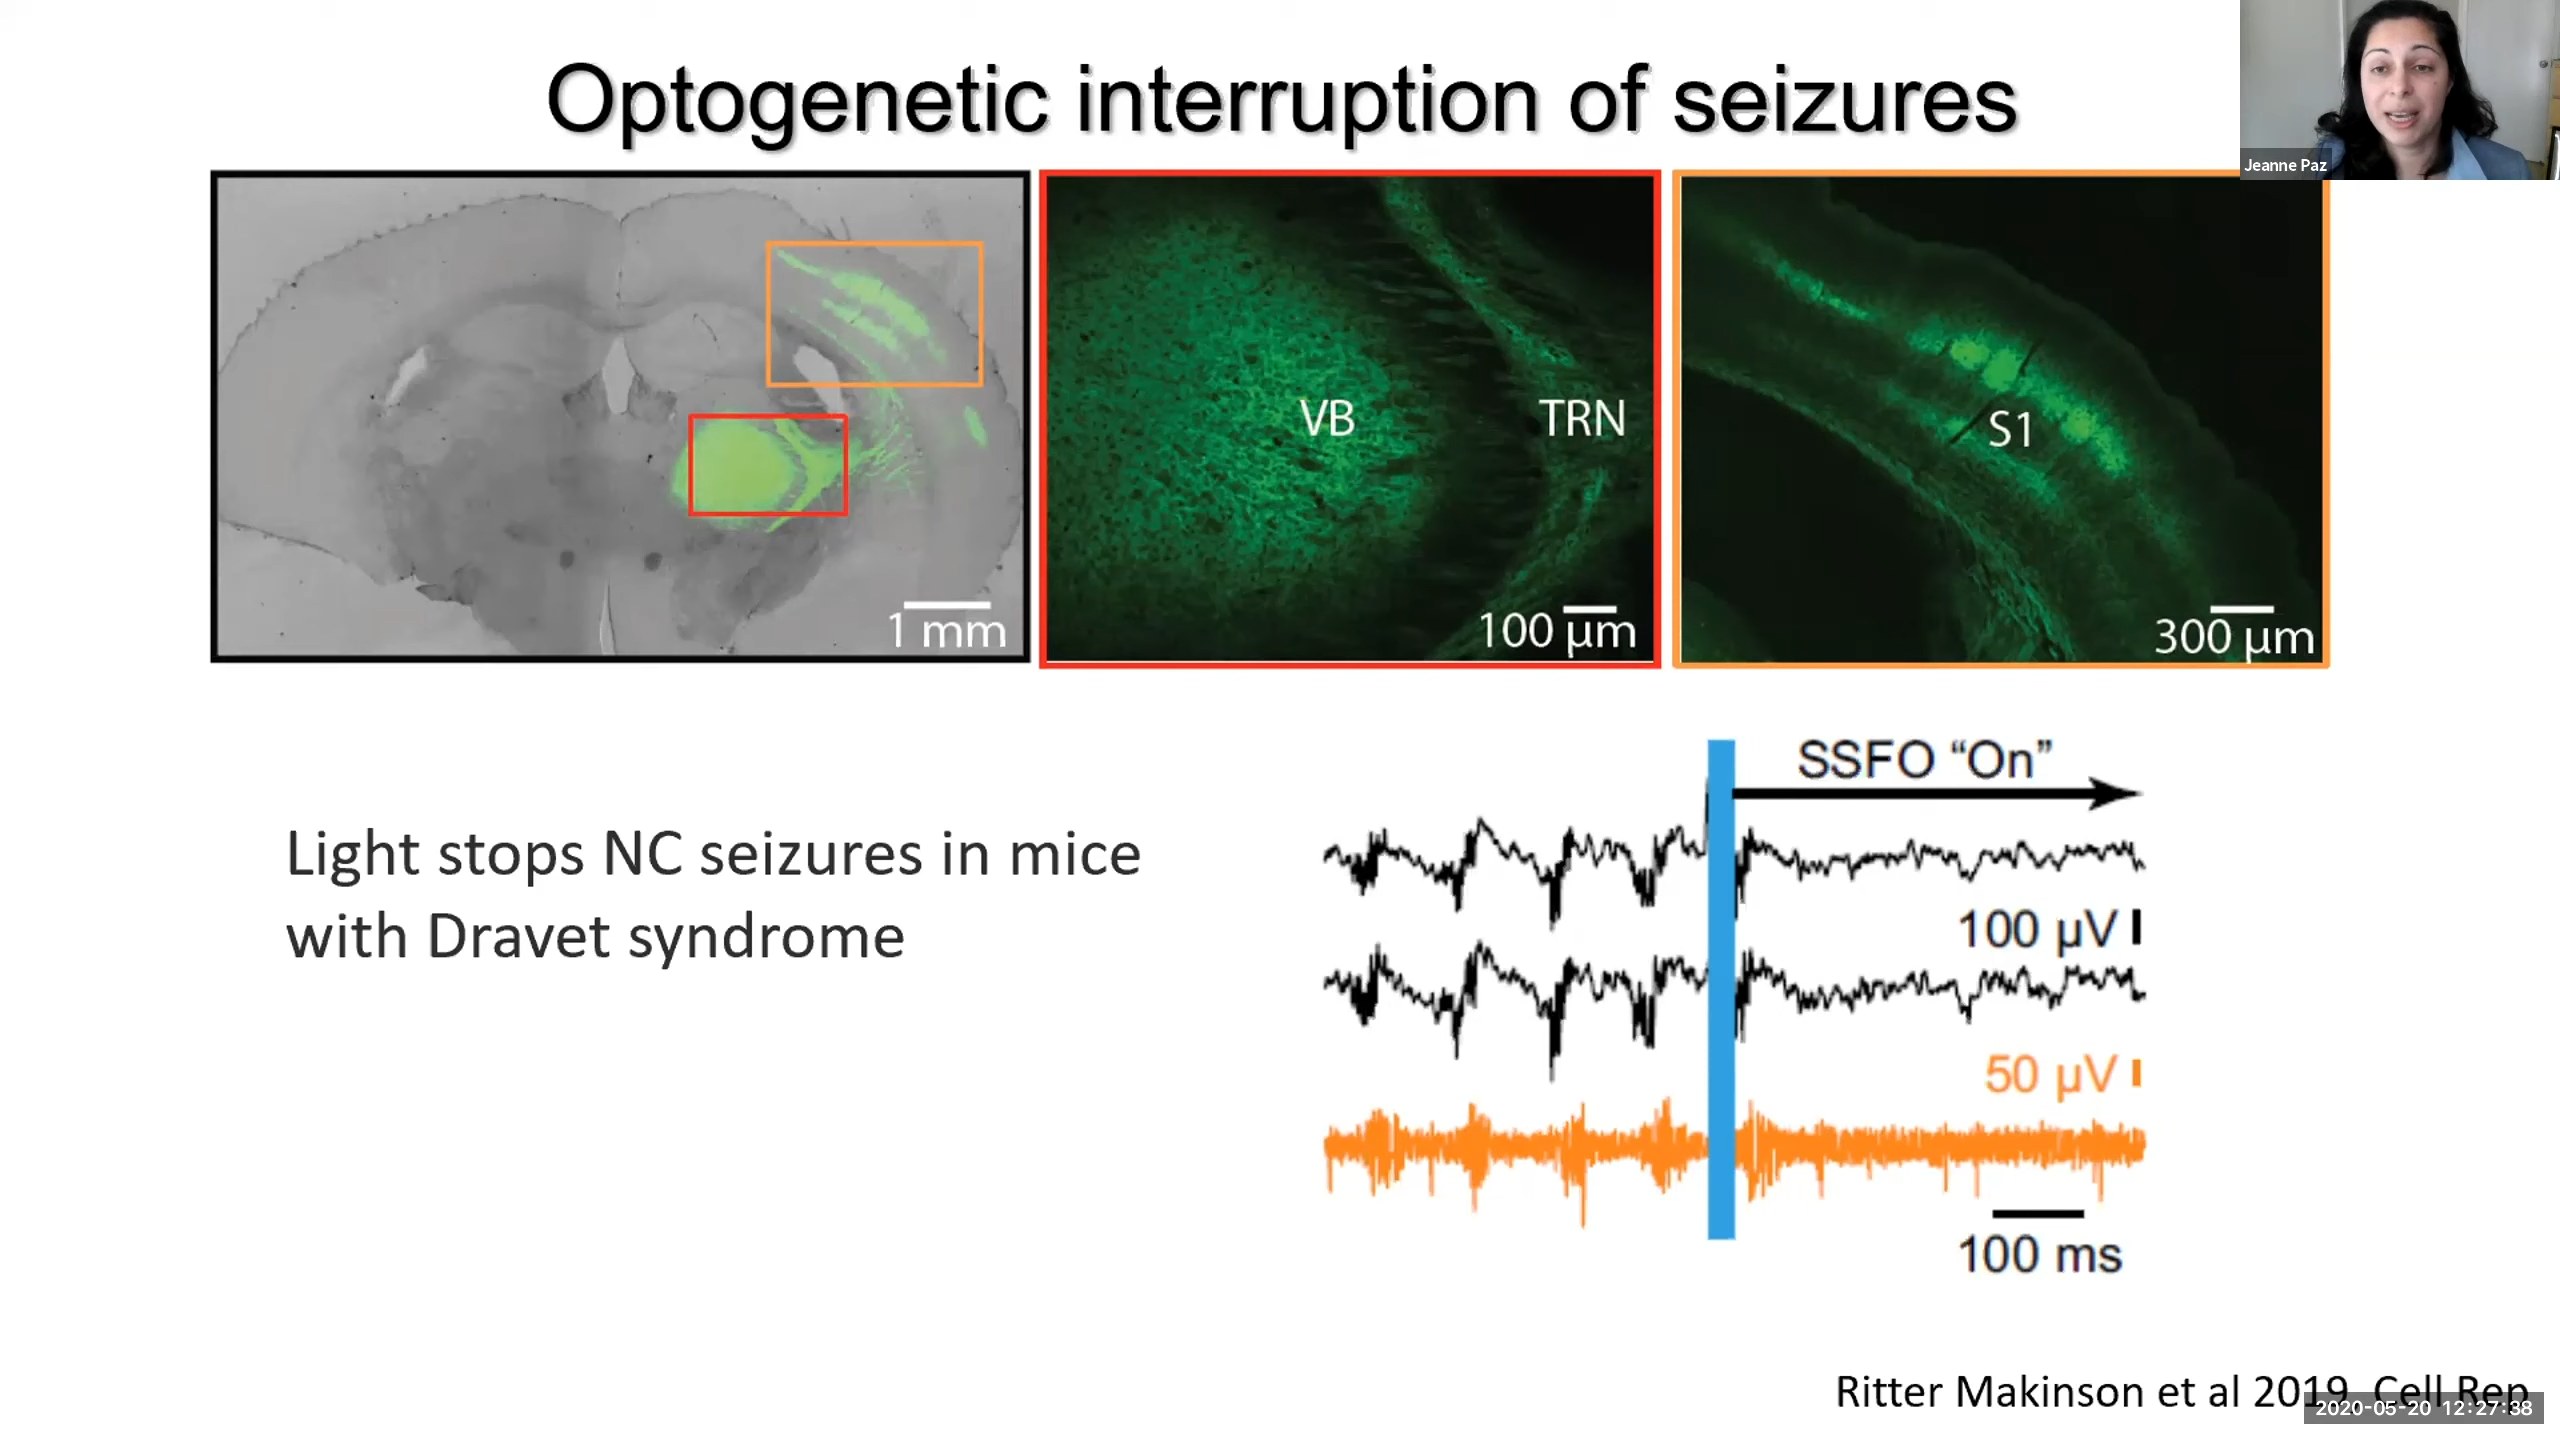 Optogenetic interruption of seizures
Jeanne Paz
1 mm
VB
TRN
100 µm
S1
300 µm
Light stops NC seizures in mice
with Dravet syndrome
SSFO “On”
100 µV
50 µV
100 ms
Ritter Makinson et al 2019, Cell Rep
2020-05-20 12:27:38